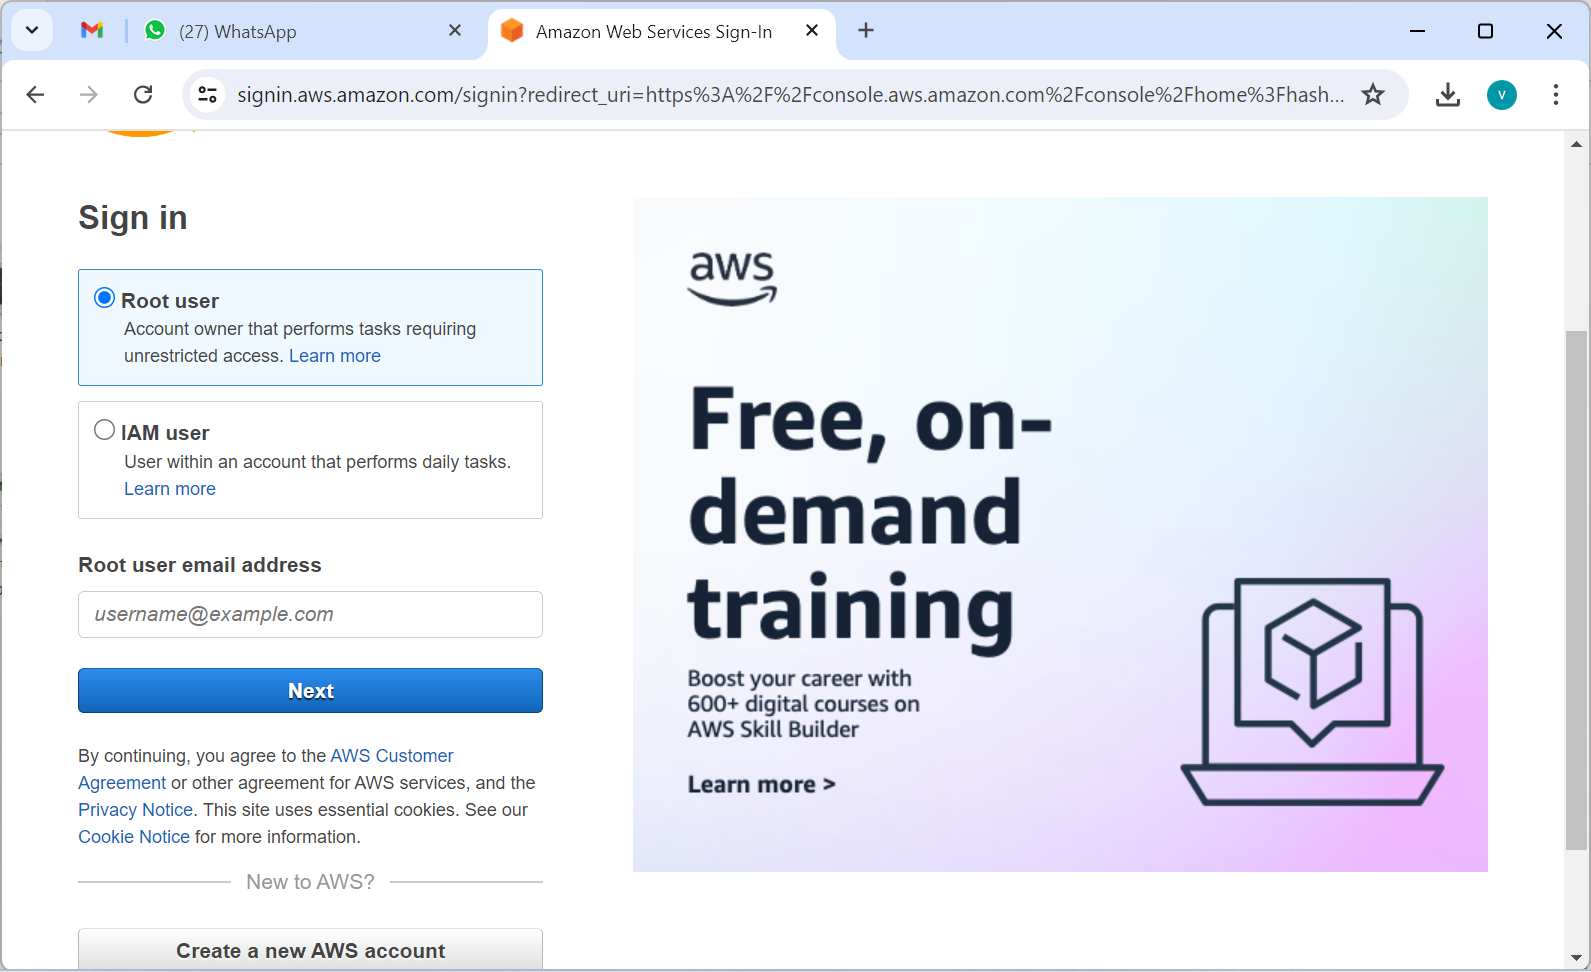 (27) WhatsApp
Amazon Web Services Sign-In
signin.aws.amazon.com/signin?redirect_uri=https%3A%2F%2Fconsole.aws.amazon.com%2Fconsole%2Fhome%3Fhash...
V
Sign in
Root user
Account owner that performs tasks requiring
unrestricted access. Learn more
IAM user
User within an account that performs daily tasks.
Learn more
Root user email address
username@example.com
Next
By continuing, you agree to the AWS Customer
Agreement or other agreement for AWS services, and the
Privacy Notice. This site uses essential cookies. See our
Cookie Notice for more information.
New to AWS?
Create a new AWS account
aws
Free, on-
demand
training
Boost your career with
600+ digital courses on
AWS Skill Builder
Learn more >